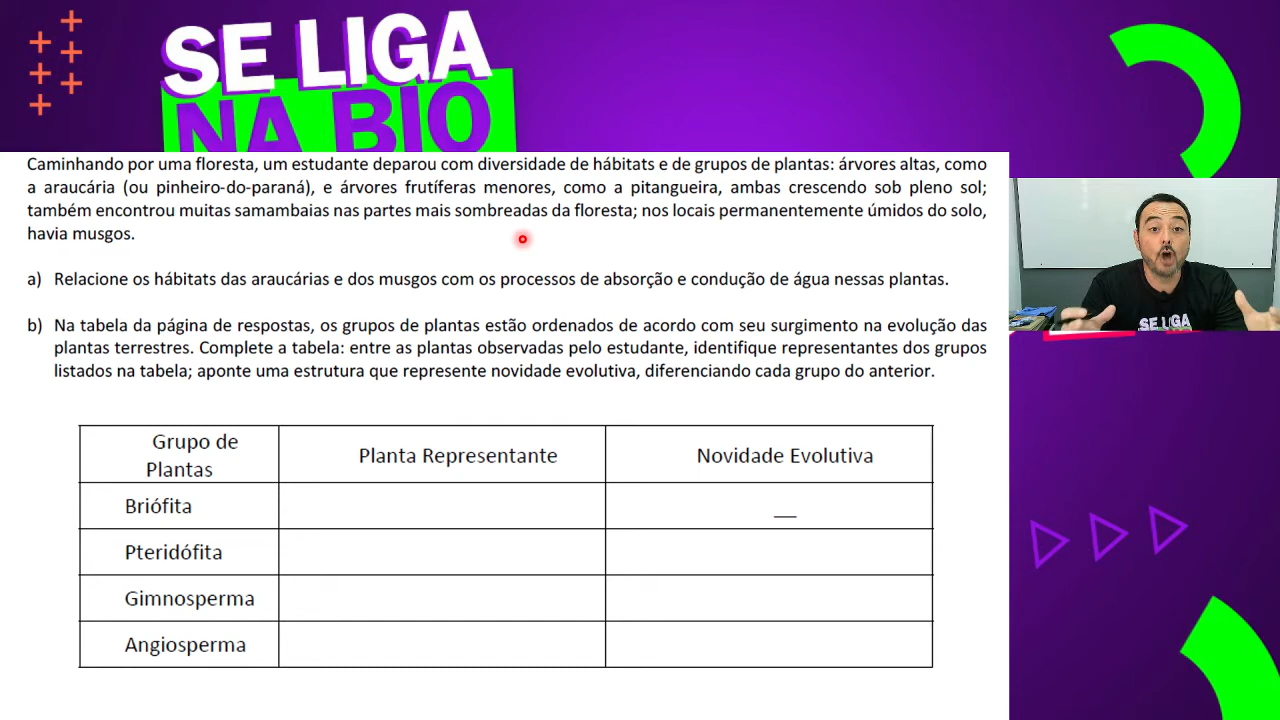 SE LIGA
NA BIO
Caminhando por uma floresta, um estudante deparou com diversidade de hábitats e de grupos de plantas: árvores altas, como
a araucária (ou pinheiro-do-paraná), e árvores frutíferas menores, como a pitangueira, ambas crescendo sob pleno sol;
também encontrou muitas samambaias nas partes mais sombreadas da floresta; nos locais permanentemente úmidos do solo,
havia musgos.
a) Relacione os hábitats das araucárias e dos musgos com os processos de absorção e condução de água nessas plantas.
b) Na tabela da página de respostas, os grupos de plantas estão ordenados de acordo com seu surgimento na evolução das
plantas terrestres. Complete a tabela: entre as plantas observadas pelo estudante, identifique representantes dos grupos
listados na tabela; aponte uma estrutura que represente novidade evolutiva, diferenciando cada grupo do anterior.
Grupo de
Plantas
Planta Representante
Novidade Evolutiva
Briófita
__
Pteridófita
Gimnosperma
Angiosperma
SE LIGA